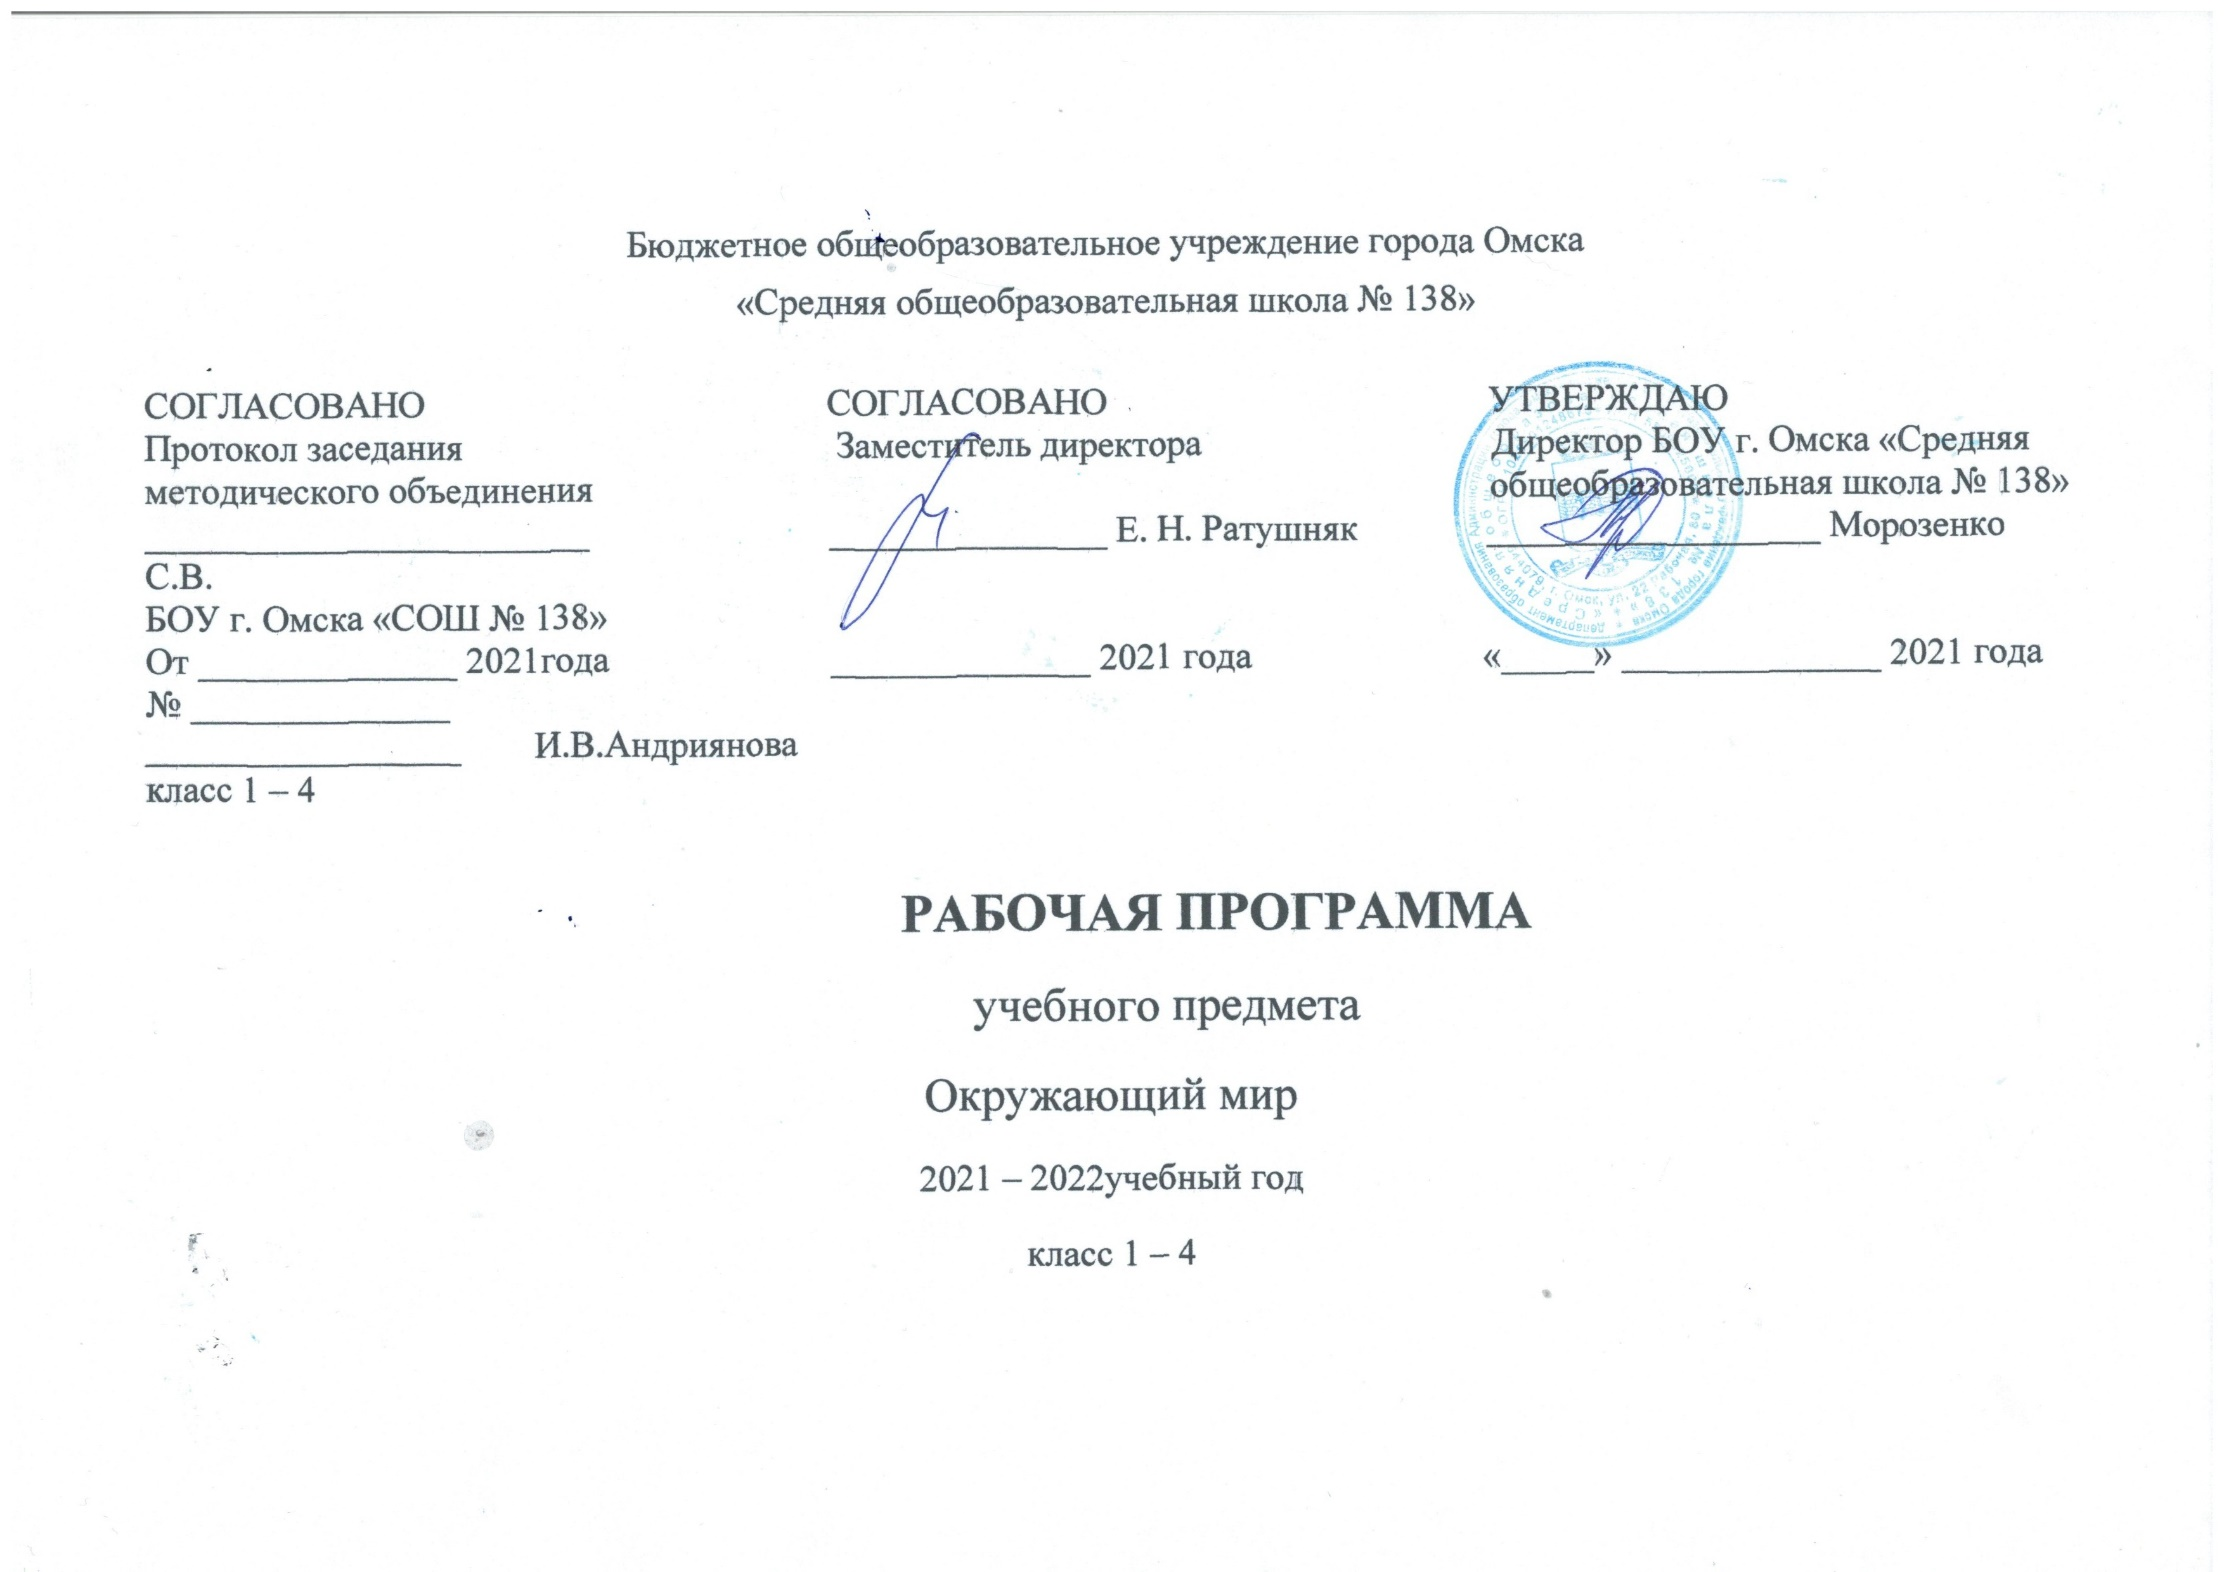 Бюджетное общеобразовательное учреждение города Омска
«Средняя общеобразовательная школа № 138»
СОГЛАСОВАНО
Протокол заседания
методического объединения
________________________
С.В.
БОУ г. Омска «СОШ № 138»
От ______________ 2021года
№ ______________
_________________ И.В.Андриянова
класс 1 – 4
СОГЛАСОВАНО
Заместитель директора
_______________ Е. Н. Ратушняк
______________ 2021 года
УТВЕРЖДАЮ
Директор БОУ г. Омска «Средняя
общеобразовательная школа № 138»
__________________ Морозенко
«_____» ______________ 2021 года
РАБОЧАЯ ПРОГРАММА
учебного предмета
Окружающий мир
2021 – 2022учебный год
класс 1 – 4